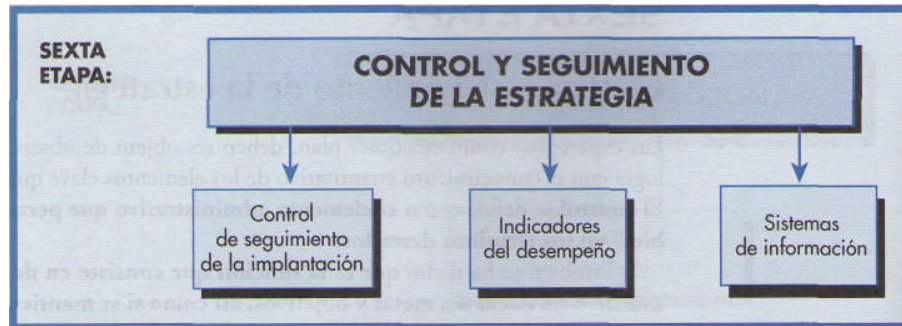 SEXTA
ETAPA:
CONTROL Y SEGUIMIENTO
DE LA ESTRATEGIA
Control
de seguimiento
de la implantación
Indicadores
del desempeño
Sistemas
de información